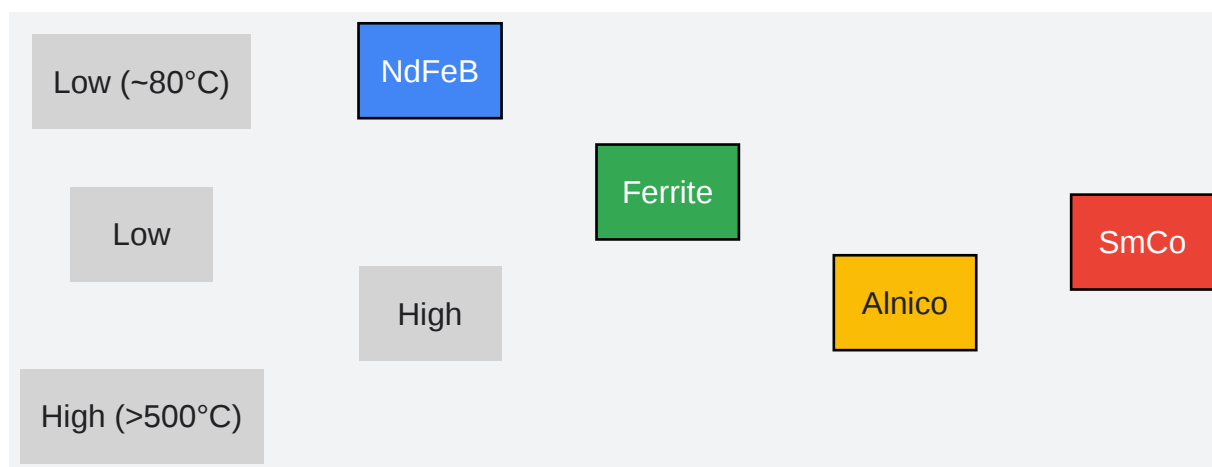 Low (~80°C)
NdFeB
Ferrite
Low
SmCo
High
Alnico
High (>500°C)